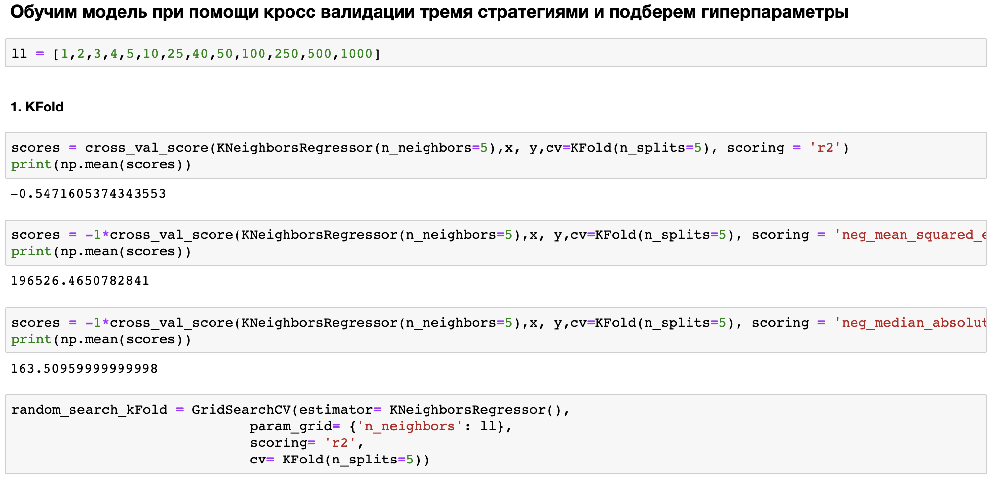 Обучим модель при помощи кросс валидации тремя стратегиями и подберем гиперпараметры
ll = [1,2,3,4,5,10,25,40,50,100,250,500,1000]
1. KFold
scores = cross_val_score(KNeighborsRegressor(n_neighbors=5),x, y,cv=KFold(n_splits=5), scoring = 'r2')
print(np.mean(scores))
-0.5471605374343553
scores = -1*cross_val_score(KNeighborsRegressor(n_neighbors=5),x, y,cv=KFold(n_splits=5), scoring = 'neg_mean_squared_e
print(np.mean(scores))
196526.4650782841
scores = -1*cross_val_score(KNeighborsRegressor(n_neighbors=5),x, y,cv=KFold(n_splits=5), scoring = 'neg_median_absolut
print(np.mean(scores))
163.50959999999998
random_search_kFold = GridSearchCV(estimator= KNeighborsRegressor(),
param_grid= {'n_neighbors': ll},
scoring= 'r2',
cv= KFold(n_splits=5))